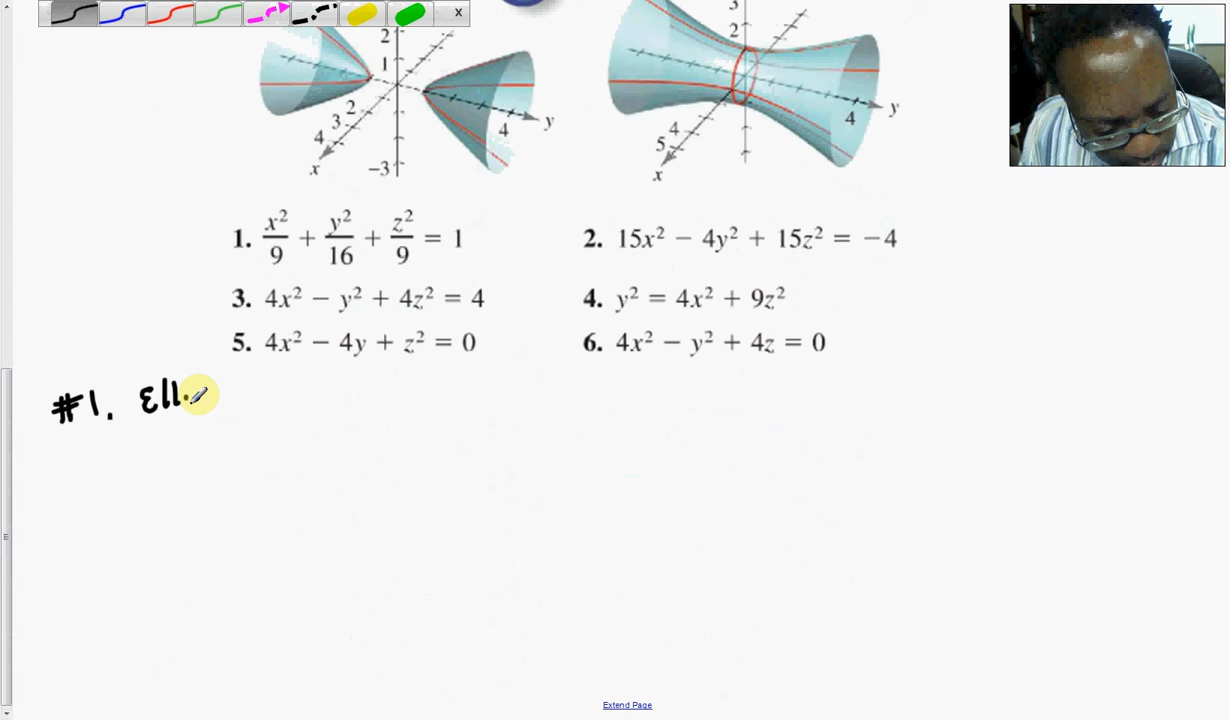 x
2
1
2
3
4
x
-3
4
y
3
2
4
5
x
4
y
1. x²/9 + y²/16 + z²/9 = 1
2. 15x² − 4y² + 15z² = −4
3. 4x² − y² + 4z² = 4
4. y² = 4x² + 9z²
5. 4x² − 4y + z² = 0
6. 4x² − y² + 4z = 0
#1. Ell.
Extend Page